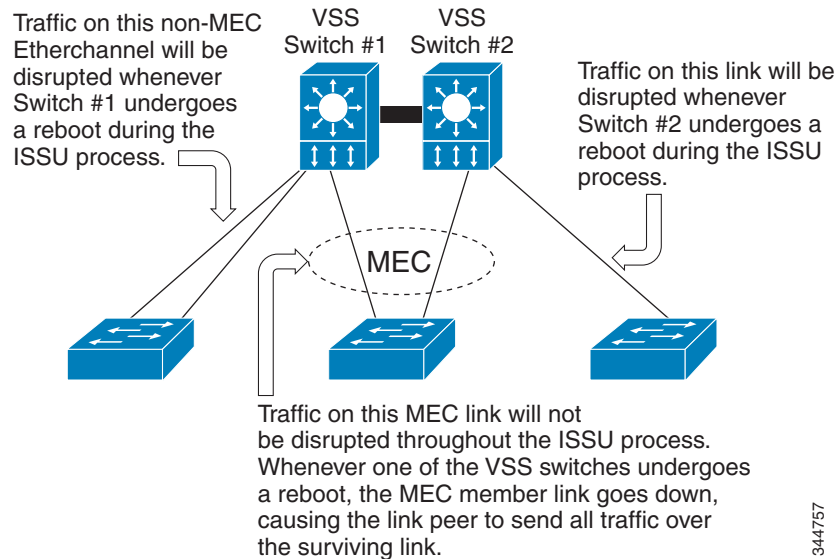 Traffic on this non-MEC
Etherchannel will be
disrupted whenever
Switch #1 undergoes
a reboot during the
ISSU process.
VSS
Switch #1
VSS
Switch #2
Traffic on this link will be
disrupted whenever
Switch #2 undergoes a
reboot during the ISSU
process.
MEC
Traffic on this MEC link will not
be disrupted throughout the ISSU process.
Whenever one of the VSS switches undergoes
a reboot, the MEC member link goes down,
causing the link peer to send all traffic over
the surviving link.
344757